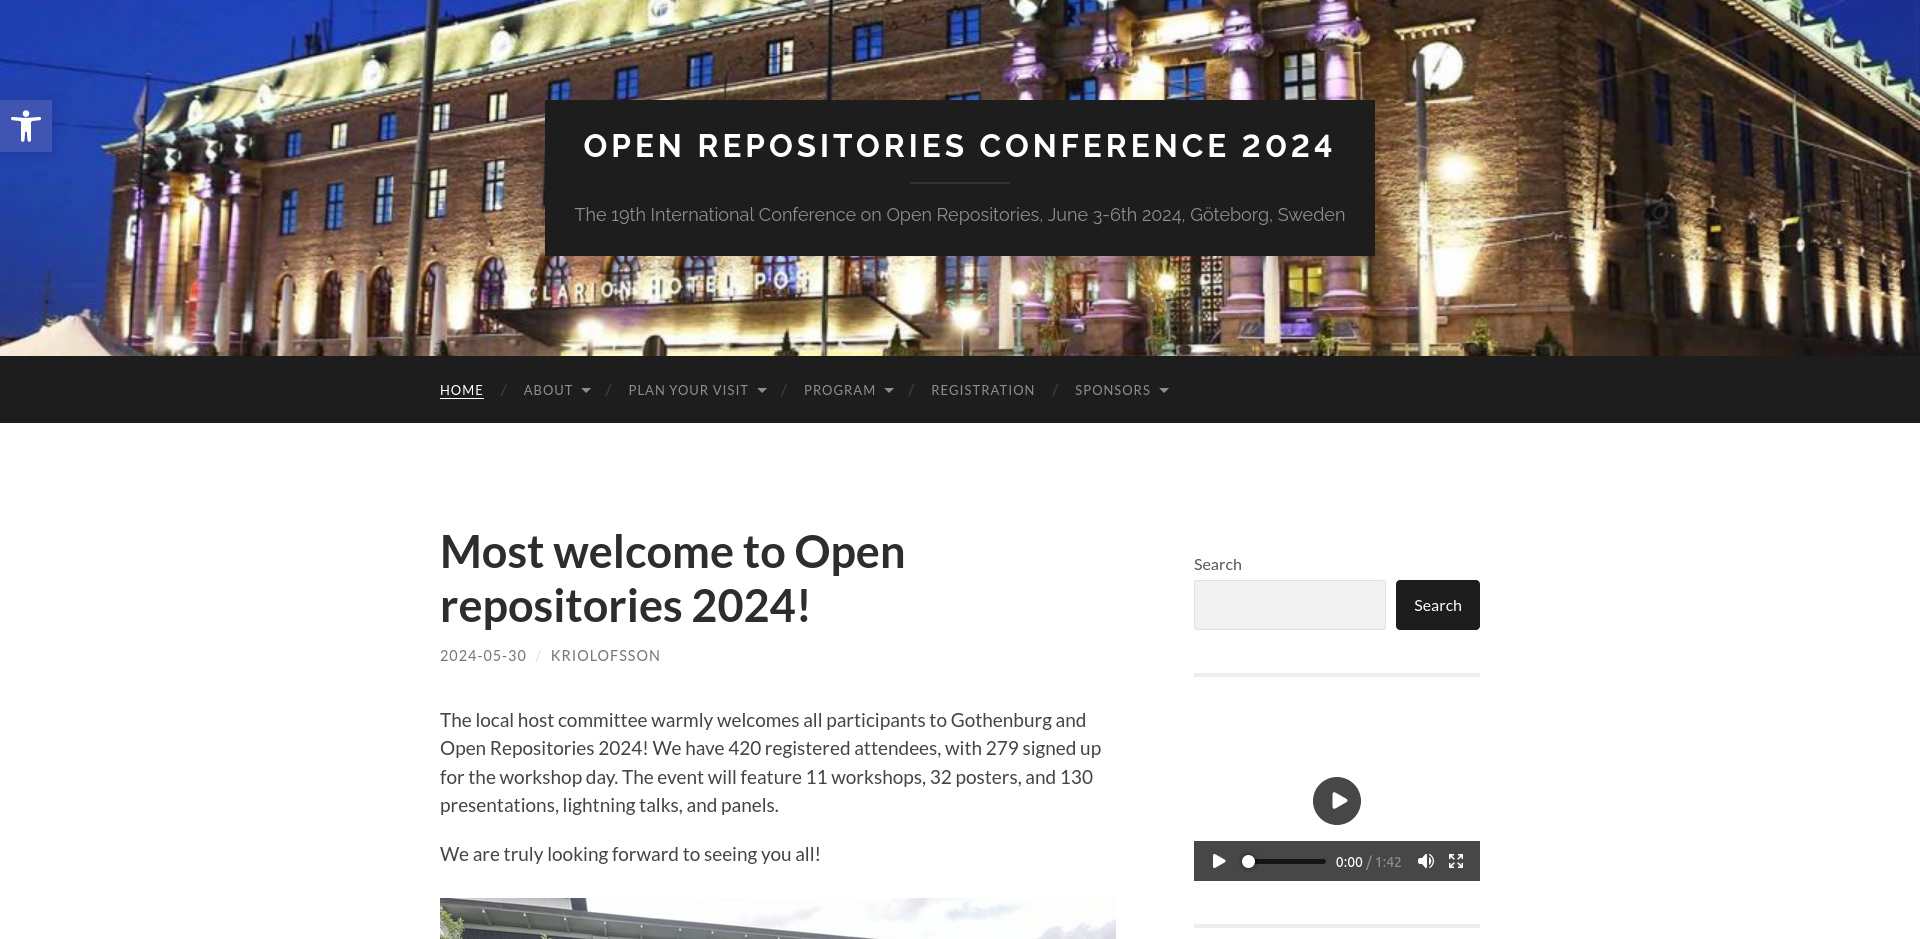 OPEN REPOSITORIES CONFERENCE 2024
The 19th International Conference on Open Repositories, June 3-6th 2024, Göteborg, Sweden
CLARION HOTEL POST
HOME / ABOUT / PLAN YOUR VISIT / PROGRAM / REGISTRATION / SPONSORS
Most welcome to Open
repositories 2024!
2024-05-30 / KRIOLOFSSON
The local host committee warmly welcomes all participants to Gothenburg and
Open Repositories 2024! We have 420 registered attendees, with 279 signed up
for the workshop day. The event will feature 11 workshops, 32 posters, and 130
presentations, lightning talks, and panels.
We are truly looking forward to seeing you all!
Search
Search
0:00 / 1:42